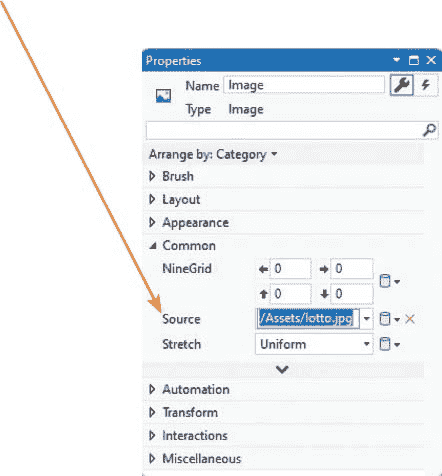 Properties
Name Image
Type Image
Arrange by: Category
Brush
Layout
Appearance
Common
NineGrid 0 0
0 0
Source /Assets/lotto.jpg
Stretch Uniform
Automation
Transform
Interactions
Miscellaneous